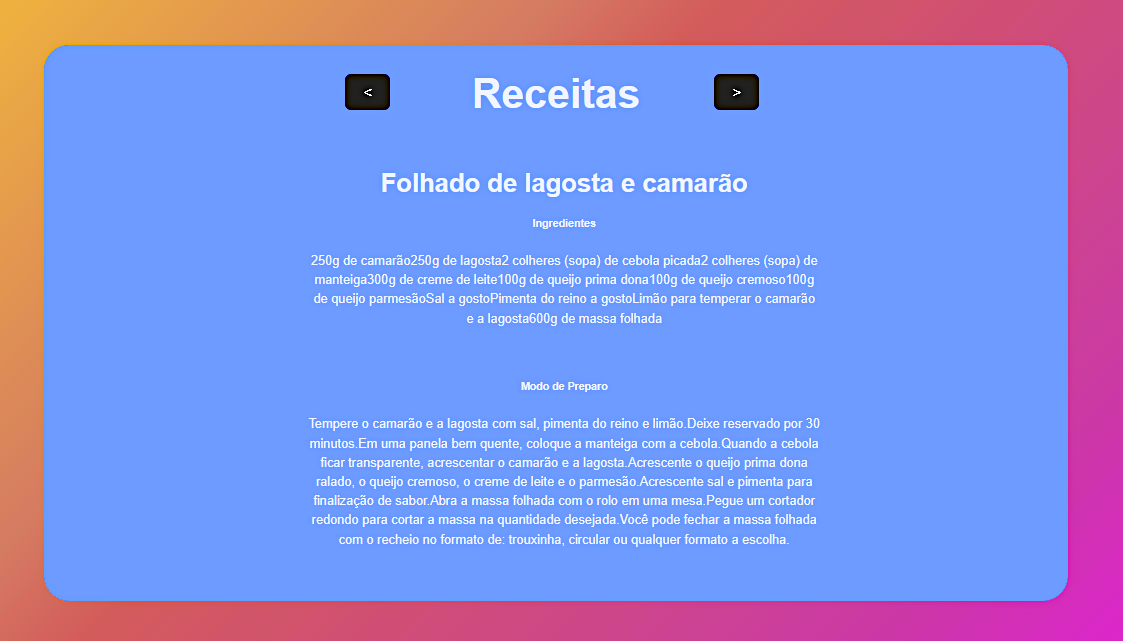 < Receitas >
Folhado de lagosta e camarão
Ingredientes
250g de camarão250g de lagosta2 colheres (sopa) de cebola picada2 colheres (sopa) de
manteiga300g de creme de leite100g de queijo prima dona100g de queijo cremoso100g
de queijo parmesãoSal a gostoPimenta do reino a gostoLimão para temperar o camarão
e a lagosta600g de massa folhada
Modo de Preparo
Tempere o camarão e a lagosta com sal, pimenta do reino e limão.Deixe reservado por 30
minutos.Em uma panela bem quente, coloque a manteiga com a cebola.Quando a cebola
ficar transparente, acrescentar o camarão e a lagosta.Acrescente o queijo prima dona
ralado, o queijo cremoso, o creme de leite e o parmesão.Acrescente sal e pimenta para
finalização de sabor.Abra a massa folhada com o rolo em uma mesa.Pegue um cortador
redondo para cortar a massa na quantidade desejada.Você pode fechar a massa folhada
com o recheio no formato de: trouxinha, circular ou qualquer formato a escolha.